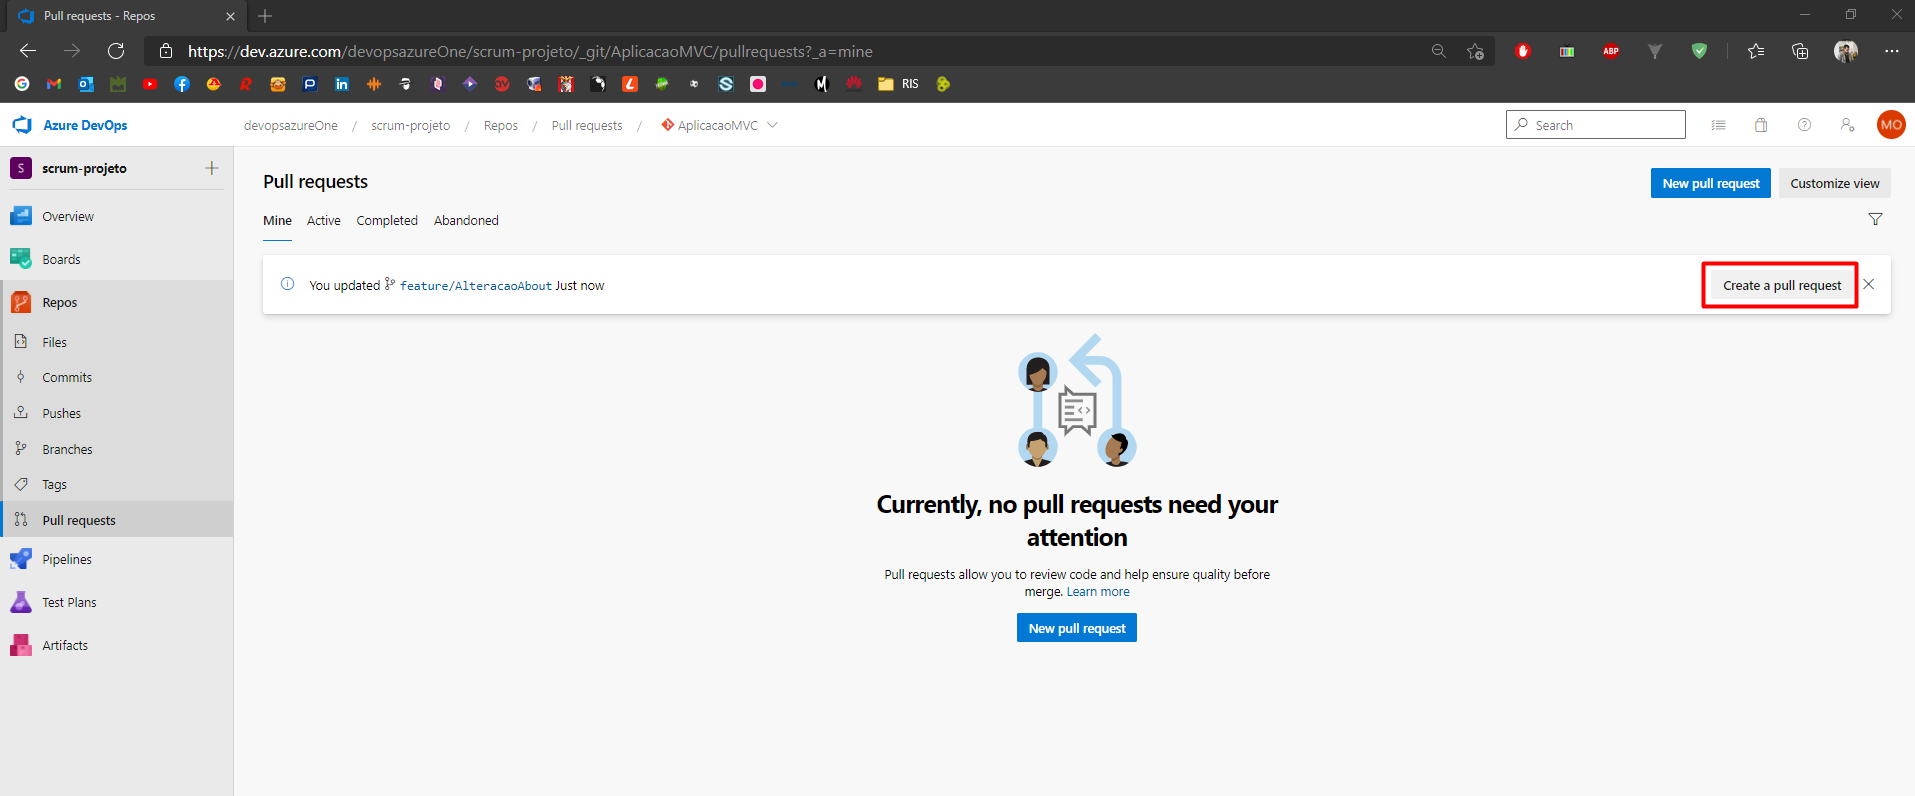 Pull requests - Repos
https://dev.azure.com/devopsazureOne/scrum-projeto/_git/AplicacaoMVC/pullrequests?_a=mine
ABP
RIS
Azure DevOps
devopsazureOne / scrum-projeto / Repos / Pull requests / AplicacaoMVC
Search
MO
S scrum-projeto
Overview
Boards
Repos
Files
Commits
Pushes
Branches
Tags
Pull requests
Pipelines
Test Plans
Artifacts
Pull requests
New pull request
Customize view
Mine Active Completed Abandoned
You updated feature/AlteracaoAbout Just now
Create a pull request
Currently, no pull requests need your
attention
Pull requests allow you to review code and help ensure quality before
merge. Learn more
New pull request